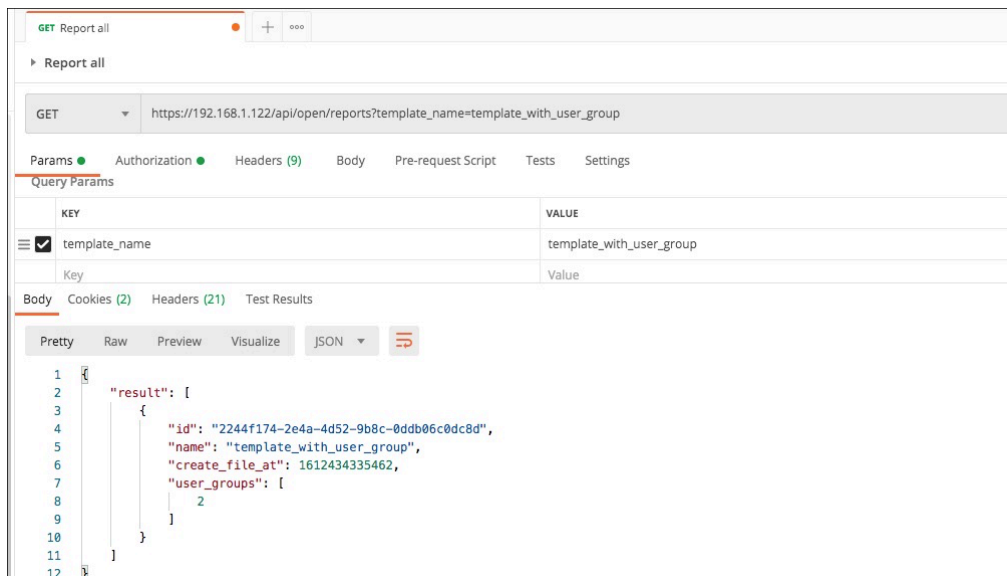 GET Report all + ooo
Report all
GET https://192.168.1.122/api/open/reports?template_name=template_with_user_group
Params Authorization Headers (9) Body Pre-request Script Tests Settings
Query Params
KEY VALUE
template_name template_with_user_group
Key Value
Body Cookies (2) Headers (21) Test Results
Pretty Raw Preview Visualize JSON
1 {
2 "result": [
3 {
4 "id": "2244f174-2e4a-4d52-9b8c-0ddb06c0dc8d",
5 "name": "template_with_user_group",
6 "create_file_at": 1612434335462,
7 "user_groups": [
8 2
9 ]
10 }
11 ]
12 }